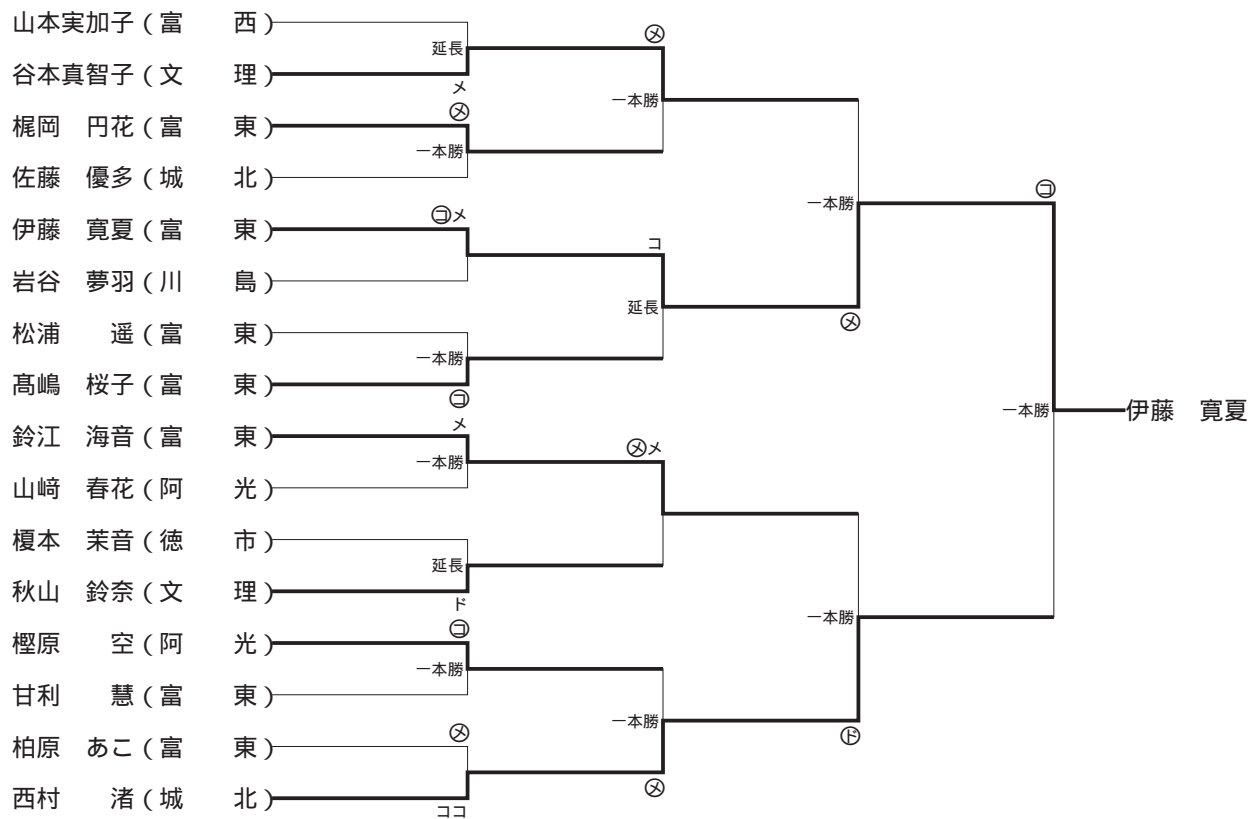 山本実加子（富　西）
谷本真智子（文　理）
梶岡　円花（富　東）
佐藤　優多（城　北）
伊藤　寛夏（富　東）
岩谷　夢羽（川　島）
松浦　遥（富　東）
髙嶋　桜子（富　東）
鈴江　海音（富　東）
山﨑　春花（阿　光）
榎本　茉音（徳　市）
秋山　鈴奈（文　理）
樫原　空（阿　光）
甘利　慧（富　東）
柏原　あこ（富　東）
西村　渚（城　北）
延長
メ
㋱
一本勝
㋙メ
一本勝
㋙
メ
一本勝
延長
ド
㋙
一本勝
㋱
ココ
㋱
一本勝
コ
延長
㋱メ
一本勝
㋱
一本勝
㋱
一本勝
㋣゙
㋙
一本勝
伊藤　寛夏